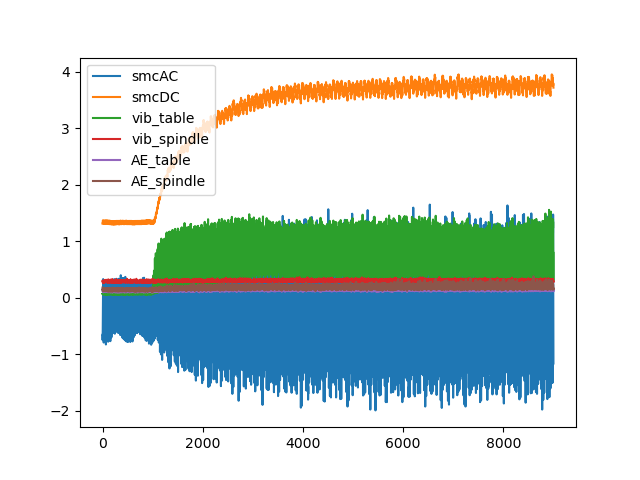 smcAC
smcDC
vib_table
vib_spindle
AE_table
AE_spindle
4
3
2
1
0
−1
−2
0
2000
4000
6000
8000